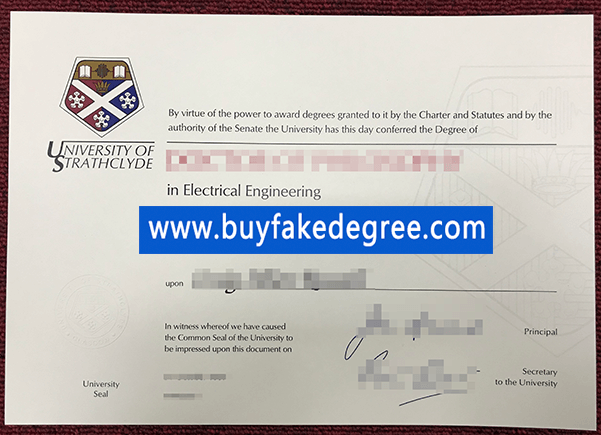 UNIVERSITY OF
STRATHCLYDE
By virtue of the power to award degrees granted to it by the Charter and Statutes and by the
authority of the Senate the University has this day conferred the Degree of
in Electrical Engineering
www.buyfakedegree.com
upon
In witness whereof we have caused
the Common Seal of the University to
be impressed upon this document on
Principal
Secretary
to the University
University
Seal